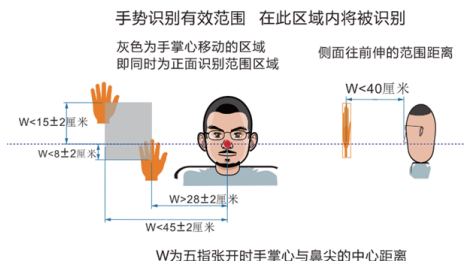 手势识别有效范围 在此区域内将被识别
灰色为手掌心移动的区域
即同时为正面识别范围区域
侧面往前伸的范围距离
W<40厘米
W<15±2厘米
W<8±2厘米
W>28±2厘米
W<45±2厘米
W为五指张开时手掌心与鼻尖的中心距离